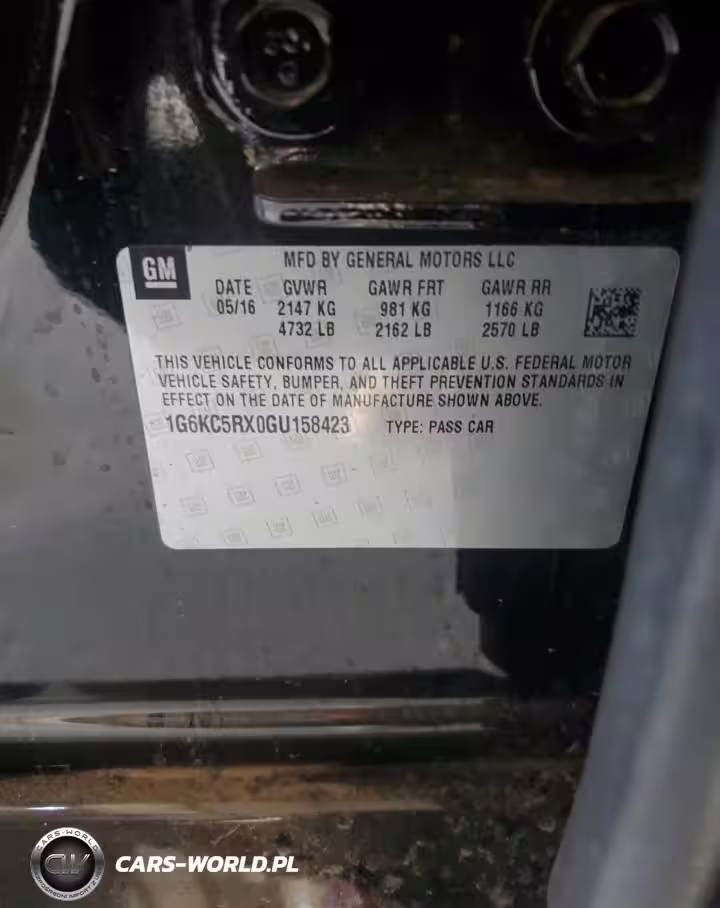 GM
MFD BY GENERAL MOTORS LLC
DATE GVWR GAWR FRT GAWR RR
05/16 2147 KG 981 KG 1166 KG
4732 LB 2162 LB 2570 LB
THIS VEHICLE CONFORMS TO ALL APPLICABLE U.S. FEDERAL MOTOR
VEHICLE SAFETY, BUMPER, AND THEFT PREVENTION STANDARDS IN
EFFECT ON THE DATE OF MANUFACTURE SHOWN ABOVE.
1G6KC5RX0GU158423 TYPE: PASS CAR
CARS-WORLD
CW
CARS-WORLD.PL